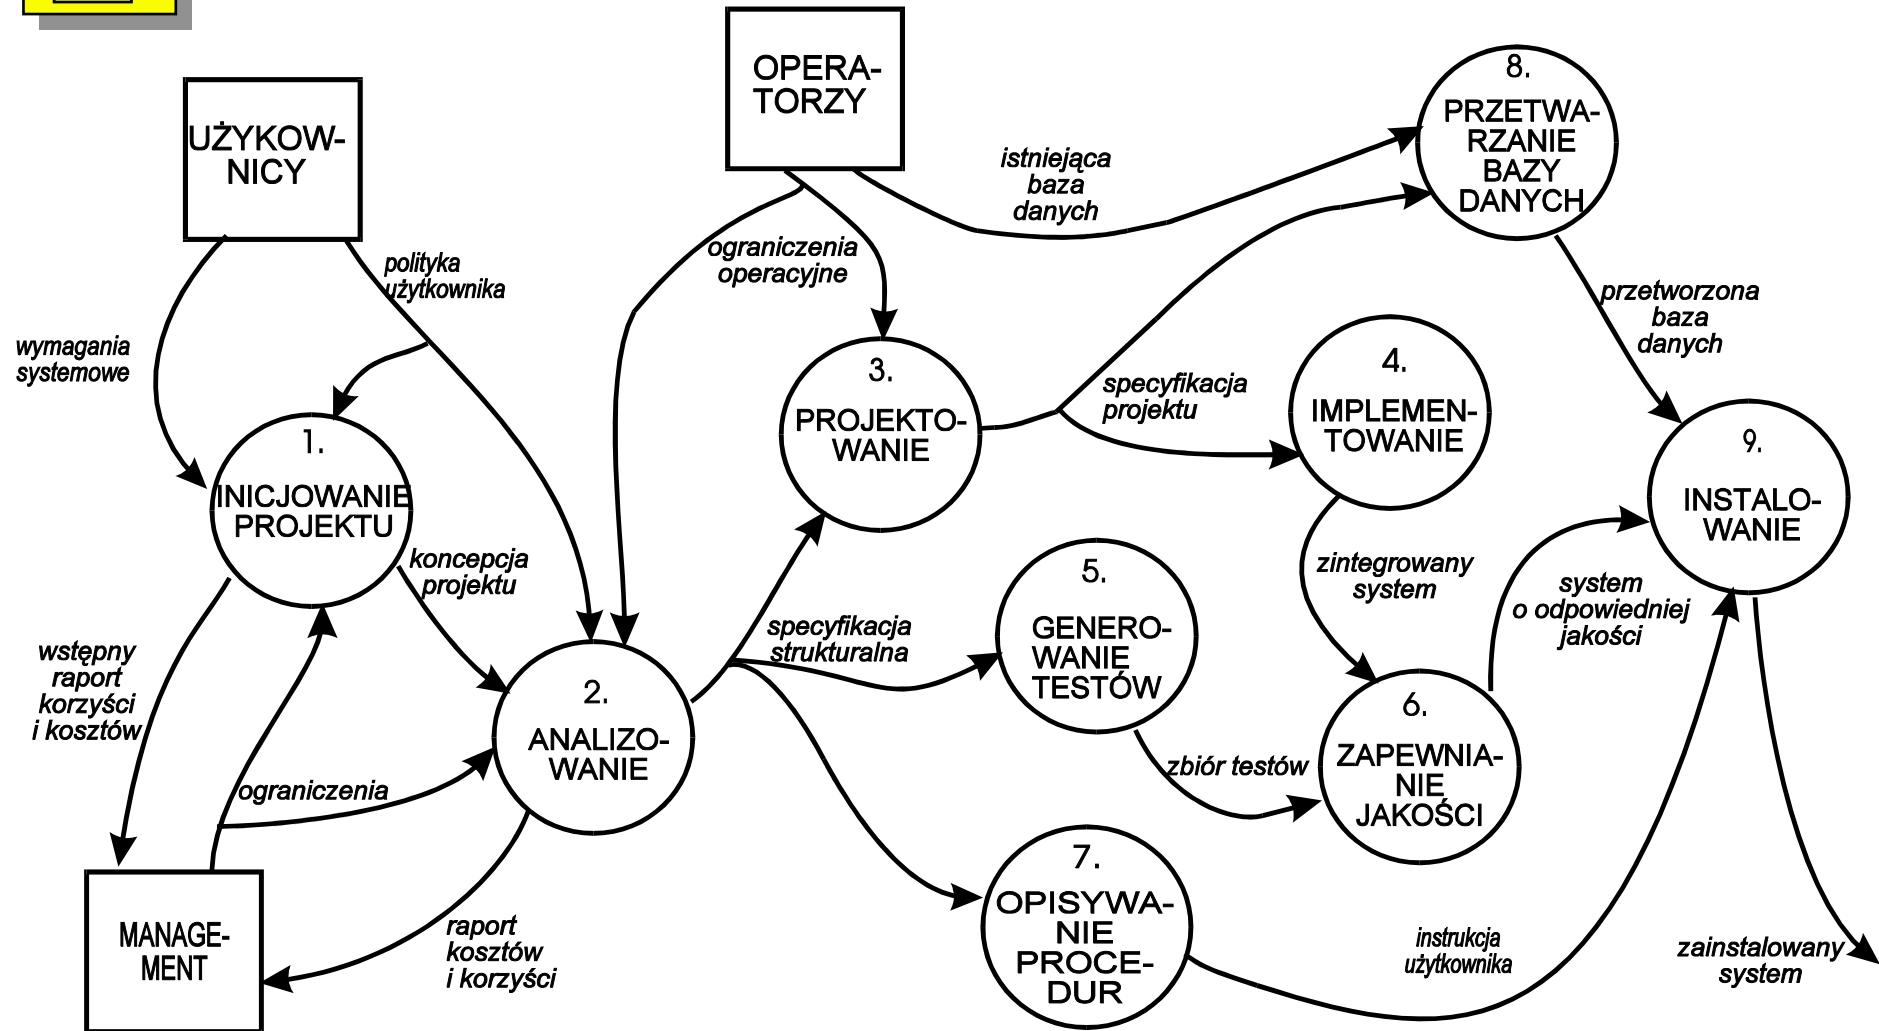 OPERA-
TORZY
UŻYKOW-
NICY
8.
PRZETWA-
RZANIE
BAZY
DANYCH
istniejąca
baza
danych
ograniczenia
operacyjne
polityka
użytkownika
wymagania
systemowe
przetworzona
baza
danych
3.
PROJEKTO-
WANIE
specyfikacja
projektu
4.
IMPLEMEN-
TOWANIE
1.
INICJOWANIE
PROJEKTU
9.
INSTALO-
WANIE
koncepcja
projektu
5.
GENERO-
WANIE
TESTÓW
zintegrowany
system
system
o odpowiedniej
jakości
wstępny
raport
korzyści
i kosztów
specyfikacja
strukturalna
2.
ANALIZO-
WANIE
6.
ZAPEWNIA-
NIE
JAKOŚCI
zbiór testów
ograniczenia
7.
OPISYWA-
NIE
PROCE-
DUR
MANAGE-
MENT
raport
kosztów
i korzyści
instrukcja
użytkownika
zainstalowany
system